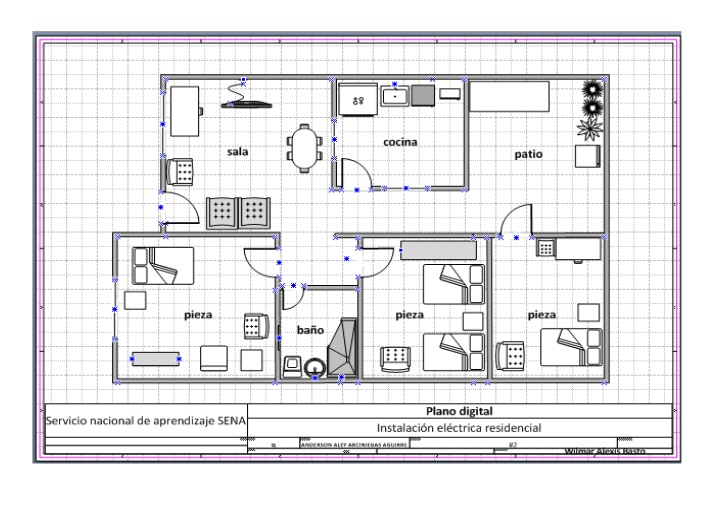 cocina
sala
patio
pieza
pieza
pieza
baño
Plano digital
Servicio nacional de aprendizaje SENA
Instalación eléctrica residencial
ANDERSON ALEY ARCINIEGAS AGUIRRE
#2
Wilmar Alexis Basto